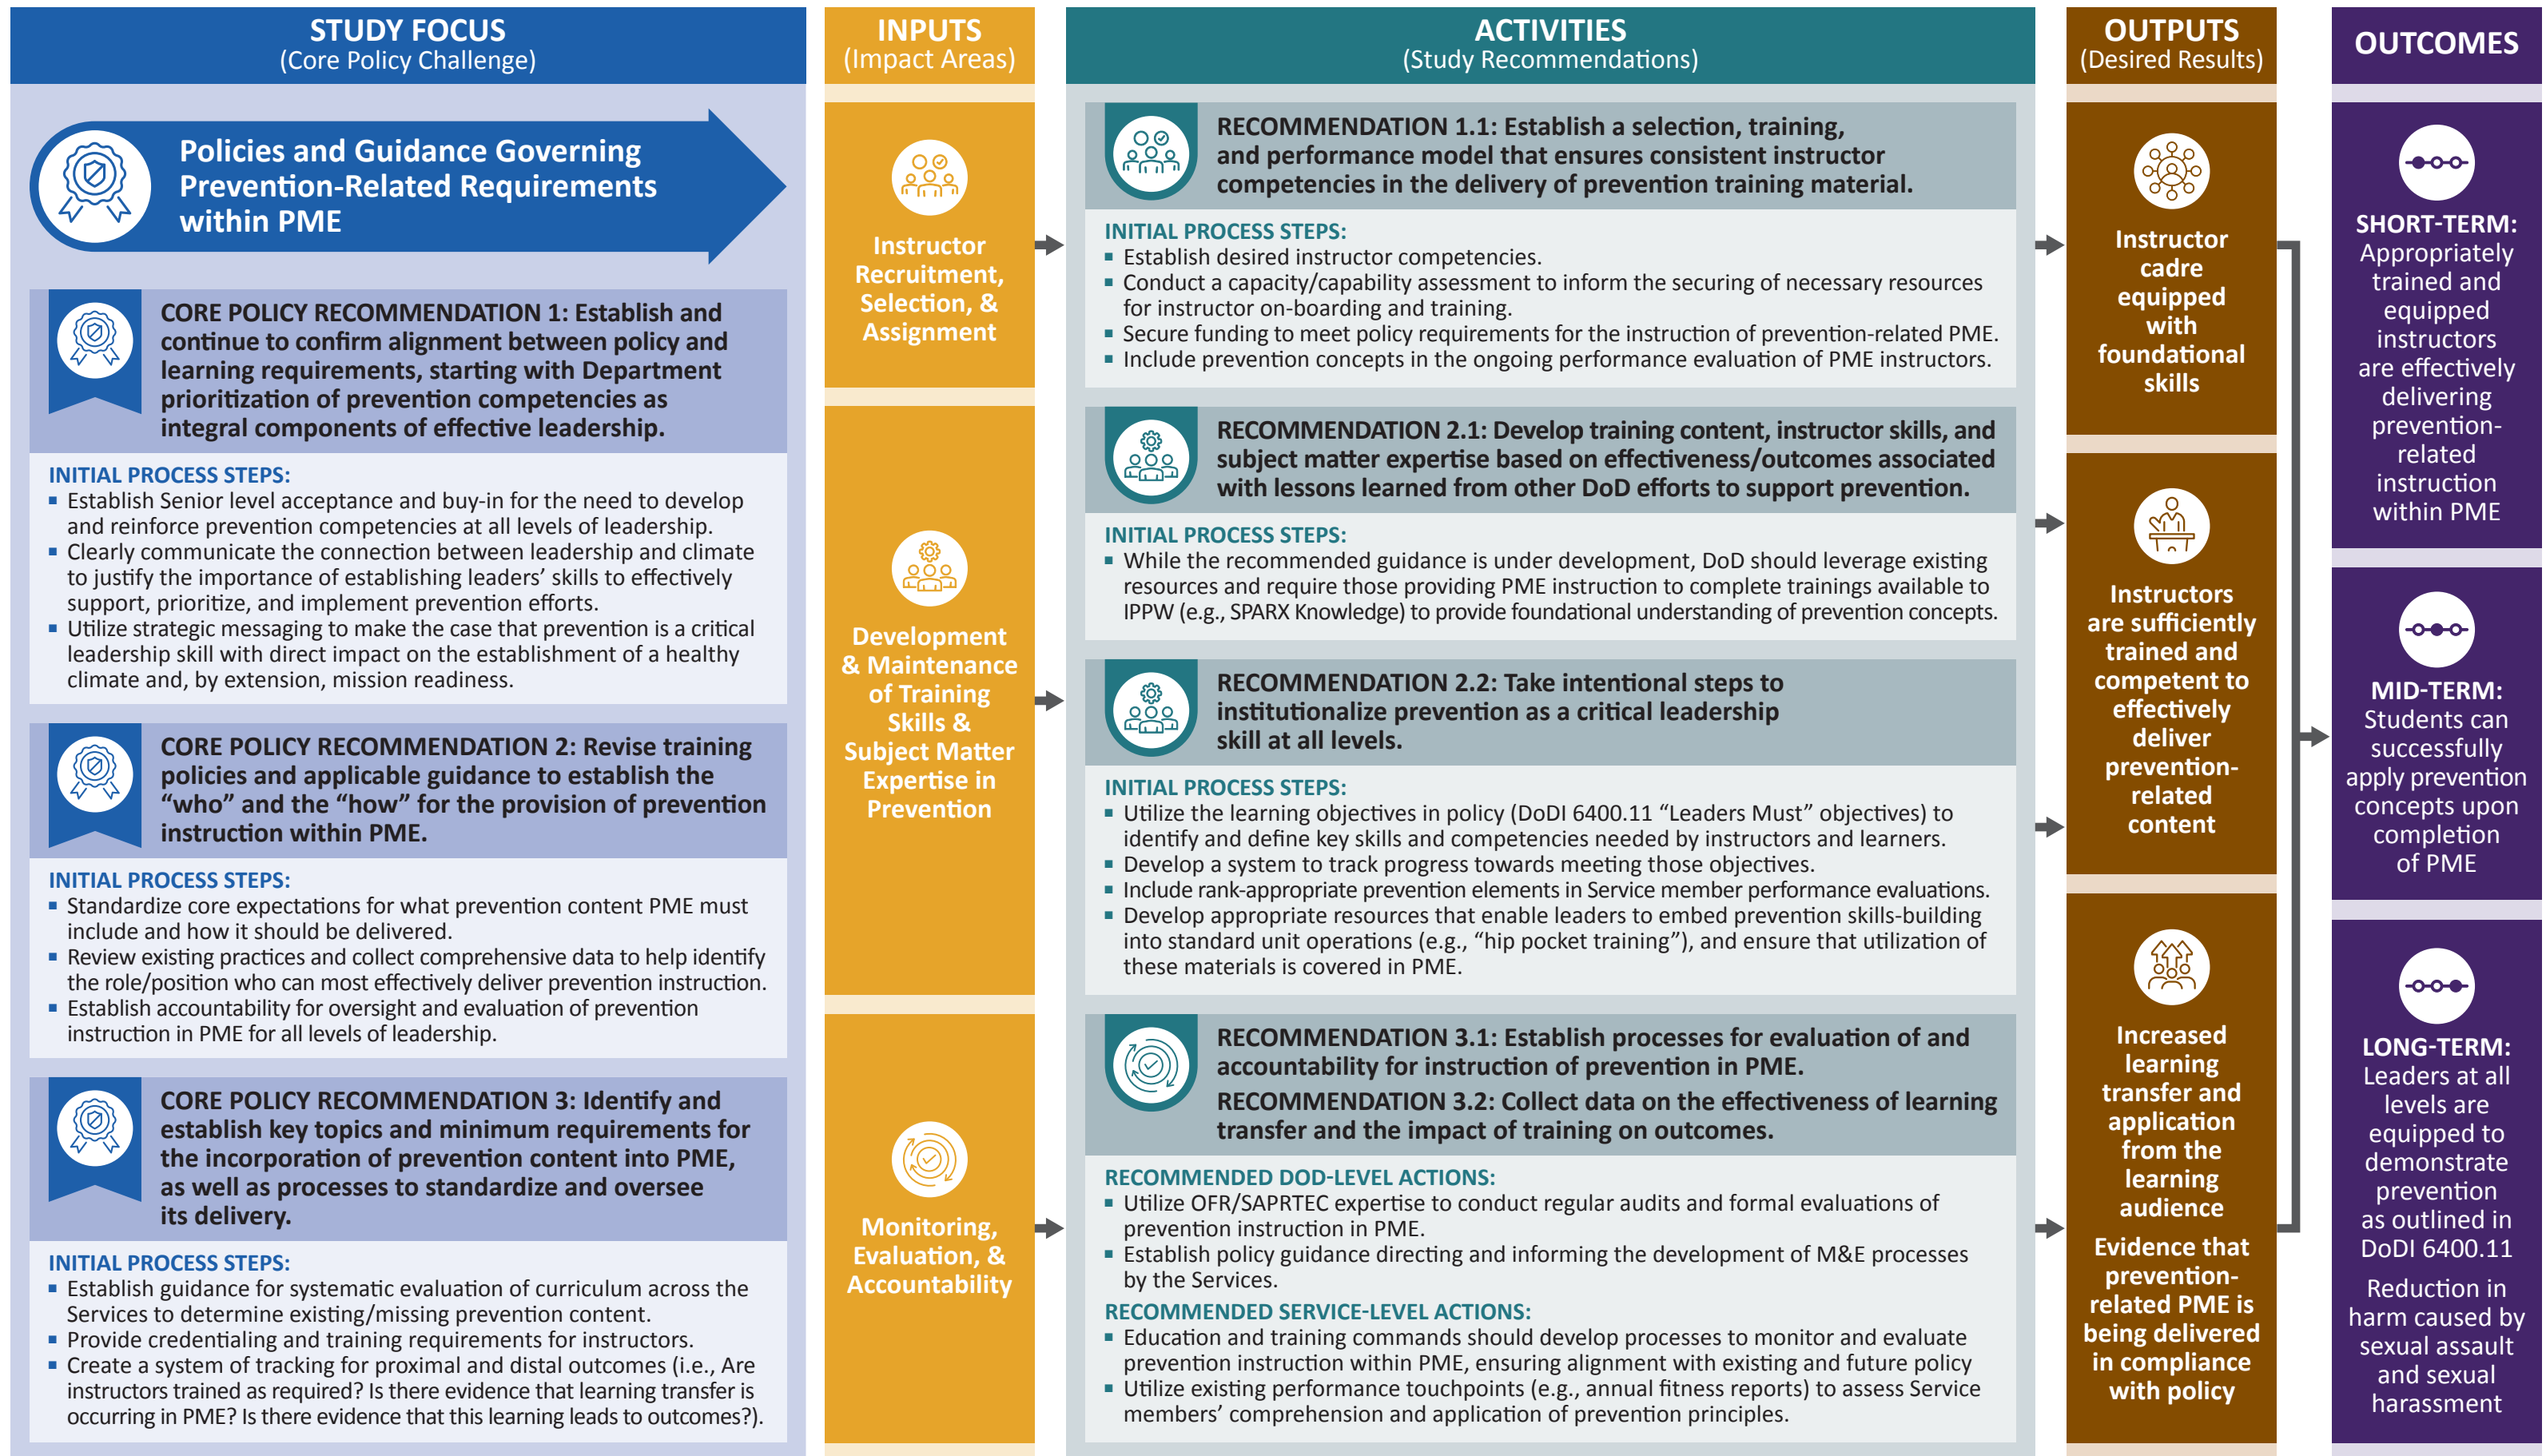 STUDY FOCUS
(Core Policy Challenge)
Policies and Guidance Governing
Prevention-Related Requirements
within PME
CORE POLICY RECOMMENDATION 1: Establish and
continue to confirm alignment between policy and
learning requirements, starting with Department
prioritization of prevention competencies as
integral components of effective leadership.
INITIAL PROCESS STEPS:
▪ Establish Senior level acceptance and buy-in for the need to develop
and reinforce prevention competencies at all levels of leadership.
▪ Clearly communicate the connection between leadership and climate
to justify the importance of establishing leaders’ skills to effectively
support, prioritize, and implement prevention efforts.
▪ Utilize strategic messaging to make the case that prevention is a critical
leadership skill with direct impact on the establishment of a healthy
climate and, by extension, mission readiness.
CORE POLICY RECOMMENDATION 2: Revise training
policies and applicable guidance to establish the
“who” and the “how” for the provision of prevention
instruction within PME.
INITIAL PROCESS STEPS:
▪ Standardize core expectations for what prevention content PME must
include and how it should be delivered.
▪ Review existing practices and collect comprehensive data to help identify
the role/position who can most effectively deliver prevention instruction.
▪ Establish accountability for oversight and evaluation of prevention
instruction in PME for all levels of leadership.
CORE POLICY RECOMMENDATION 3: Identify and
establish key topics and minimum requirements for
the incorporation of prevention content into PME,
as well as processes to standardize and oversee
its delivery.
INITIAL PROCESS STEPS:
▪ Establish guidance for systematic evaluation of curriculum across the
Services to determine existing/missing prevention content.
▪ Provide credentialing and training requirements for instructors.
▪ Create a system of tracking for proximal and distal outcomes (i.e., Are
instructors trained as required? Is there evidence that learning transfer is
occurring in PME? Is there evidence that this learning leads to outcomes?).
INPUTS
(Impact Areas)
Instructor
Recruitment,
Selection, &
Assignment
Development
& Maintenance
of Training
Skills &
Subject Matter
Expertise in
Prevention
Monitoring,
Evaluation, &
Accountability
ACTIVITIES
(Study Recommendations)
RECOMMENDATION 1.1: Establish a selection, training,
and performance model that ensures consistent instructor
competencies in the delivery of prevention training material.
INITIAL PROCESS STEPS:
▪ Establish desired instructor competencies.
▪ Conduct a capacity/capability assessment to inform the securing of necessary resources
for instructor on-boarding and training.
▪ Secure funding to meet policy requirements for the instruction of prevention-related PME.
▪ Include prevention concepts in the ongoing performance evaluation of PME instructors.
RECOMMENDATION 2.1: Develop training content, instructor skills, and
subject matter expertise based on effectiveness/outcomes associated
with lessons learned from other DoD efforts to support prevention.
INITIAL PROCESS STEPS:
▪ While the recommended guidance is under development, DoD should leverage existing
resources and require those providing PME instruction to complete trainings available to
IPPW (e.g., SPARX Knowledge) to provide foundational understanding of prevention concepts.
RECOMMENDATION 2.2: Take intentional steps to
institutionalize prevention as a critical leadership
skill at all levels.
INITIAL PROCESS STEPS:
▪ Utilize the learning objectives in policy (DoDI 6400.11 “Leaders Must” objectives) to
identify and define key skills and competencies needed by instructors and learners.
▪ Develop a system to track progress towards meeting those objectives.
▪ Include rank-appropriate prevention elements in Service member performance evaluations.
▪ Develop appropriate resources that enable leaders to embed prevention skills-building
into standard unit operations (e.g., “hip pocket training”), and ensure that utilization of
these materials is covered in PME.
RECOMMENDATION 3.1: Establish processes for evaluation of and
accountability for instruction of prevention in PME.
RECOMMENDATION 3.2: Collect data on the effectiveness of learning
transfer and the impact of training on outcomes.
RECOMMENDED DOD-LEVEL ACTIONS:
▪ Utilize OFR/SAPRTEC expertise to conduct regular audits and formal evaluations of
prevention instruction in PME.
▪ Establish policy guidance directing and informing the development of M&E processes
by the Services.
RECOMMENDED SERVICE-LEVEL ACTIONS:
▪ Education and training commands should develop processes to monitor and evaluate
prevention instruction within PME, ensuring alignment with existing and future policy
▪ Utilize existing performance touchpoints (e.g., annual fitness reports) to assess Service
members’ comprehension and application of prevention principles.
OUTPUTS
(Desired Results)
Instructor
cadre
equipped
with
foundational
skills
Instructors
are sufficiently
trained and
competent to
effectively
deliver
prevention-
related
content
Increased
learning
transfer and
application
from the
learning
audience
Evidence that
prevention-
related PME is
being delivered
in compliance
with policy
OUTCOMES
SHORT-TERM:
Appropriately
trained and
equipped
instructors
are effectively
delivering
prevention-
related
instruction
within PME
MID-TERM:
Students can
successfully
apply prevention
concepts upon
completion
of PME
LONG-TERM:
Leaders at all
levels are
equipped to
demonstrate
prevention
as outlined in
DoDI 6400.11
Reduction in
harm caused by
sexual assault
and sexual
harassment